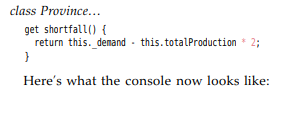 class Province…
get shortfall() {
return this._demand - this.totalProduction * 2;
}
Here's what the console now looks like: